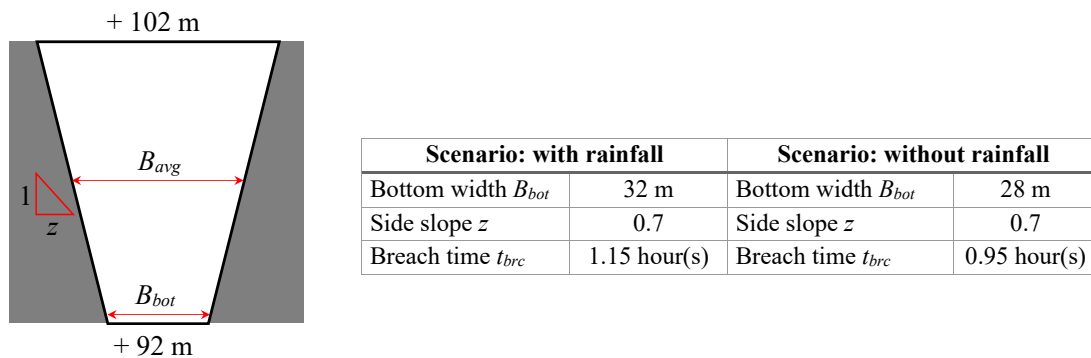 + 102 m
B_avg
1
z
B_bot
+ 92 m
Scenario: with rainfall Scenario: without rainfall
Bottom width B_bot 32 m Bottom width B_bot 28 m
Side slope z 0.7 Side slope z 0.7
Breach time t_brc 1.15 hour(s) Breach time t_brc 0.95 hour(s)